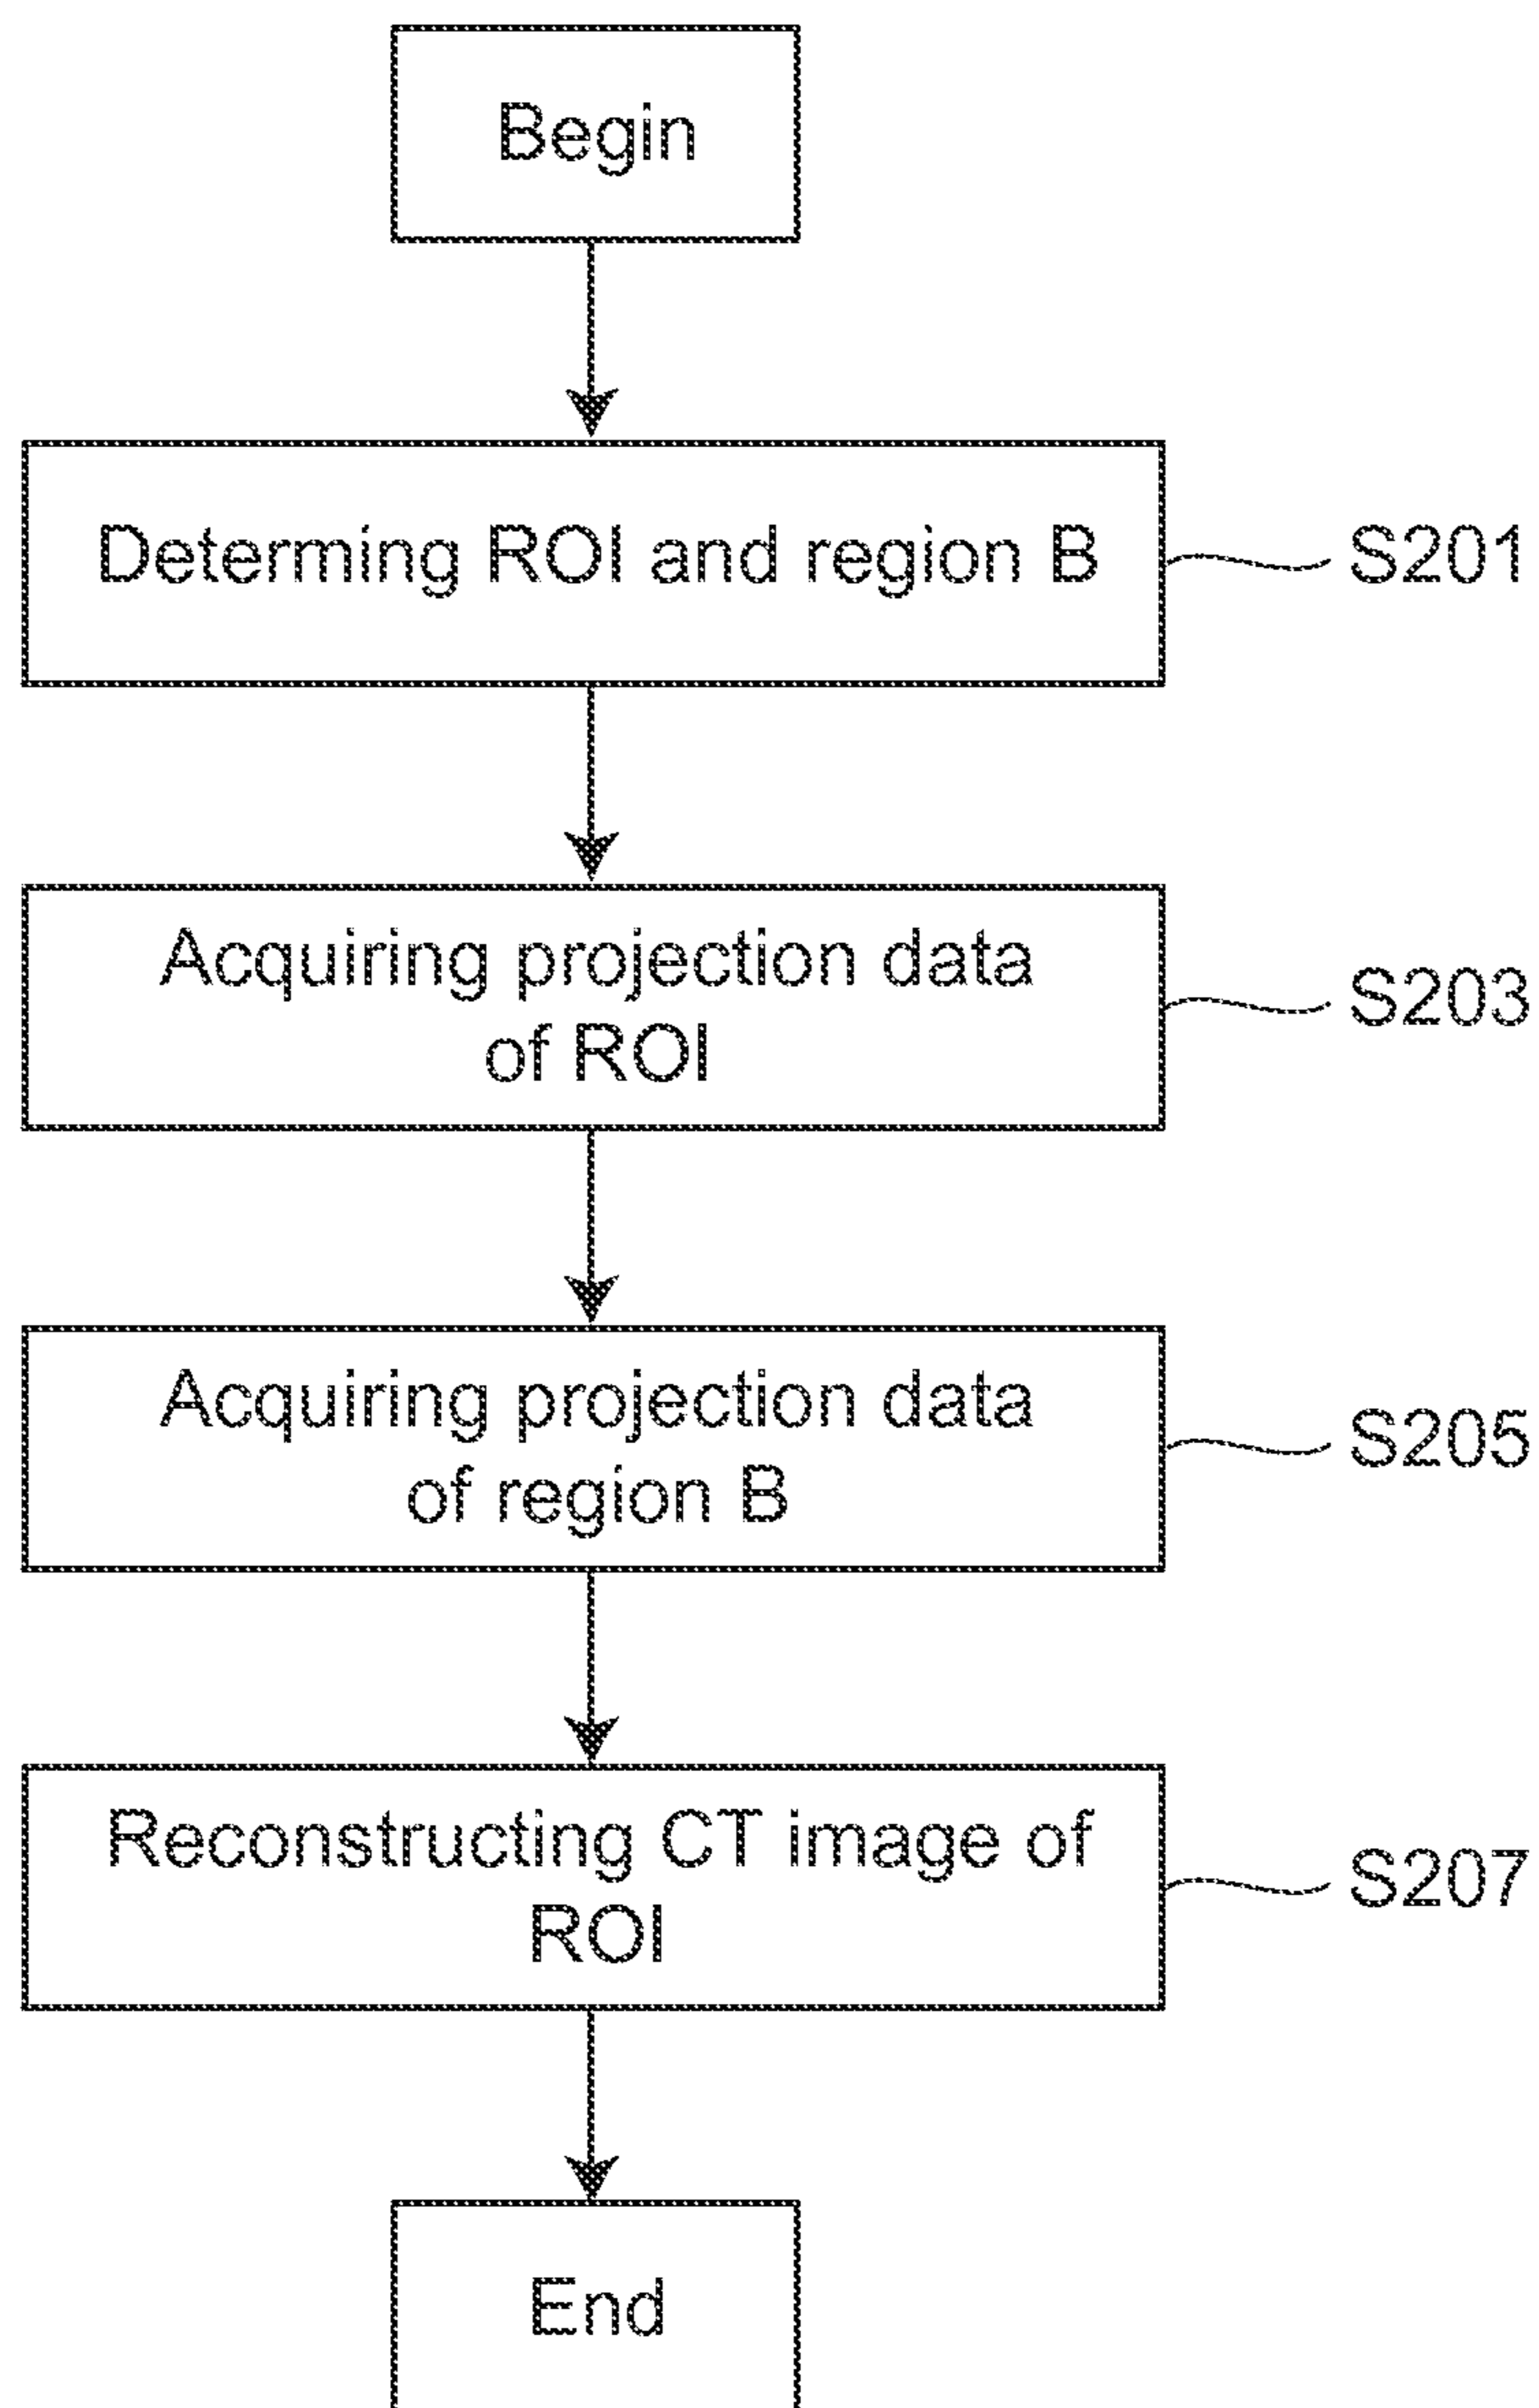 Begin
Determing ROI and region B
S201
Acquiring projection data
of ROI
S203
Acquiring projection data
of region B
S205
Reconstructing CT image of
ROI
S207
End